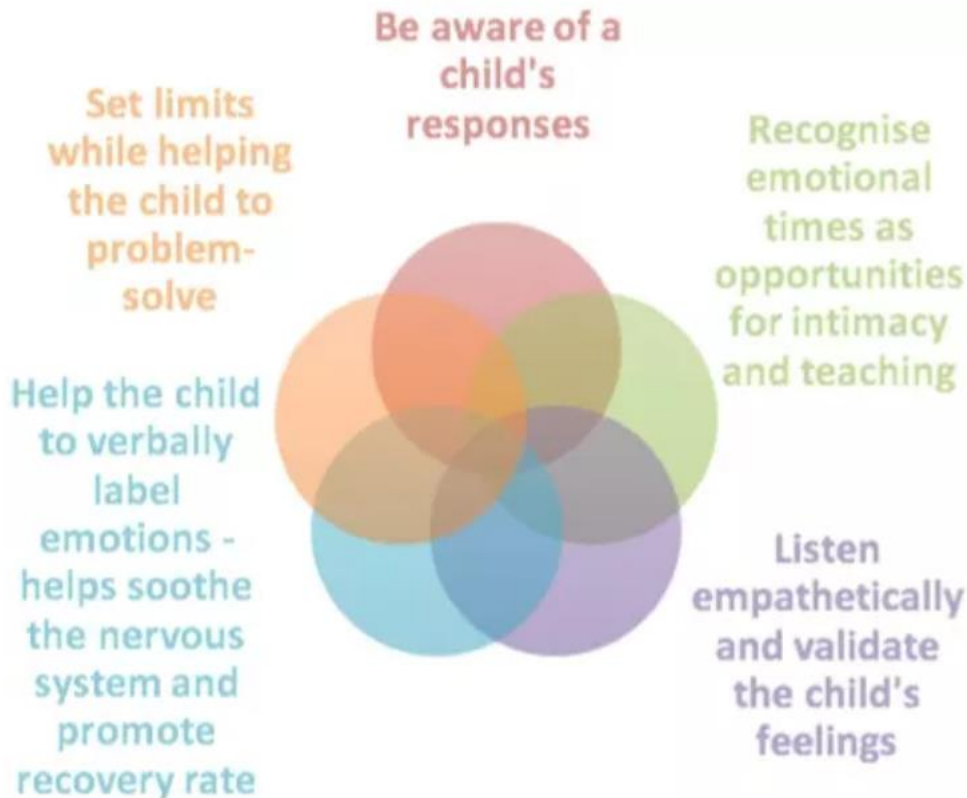 Be aware of a
child's
responses
Recognise
emotional
times as
opportunities
for intimacy
and teaching
Listen
empathetically
and validate
the child's
feelings
Help the child
to verbally
label
emotions -
helps soothe
the nervous
system and
promote
recovery rate
Set limits
while helping
the child to
problem-
solve